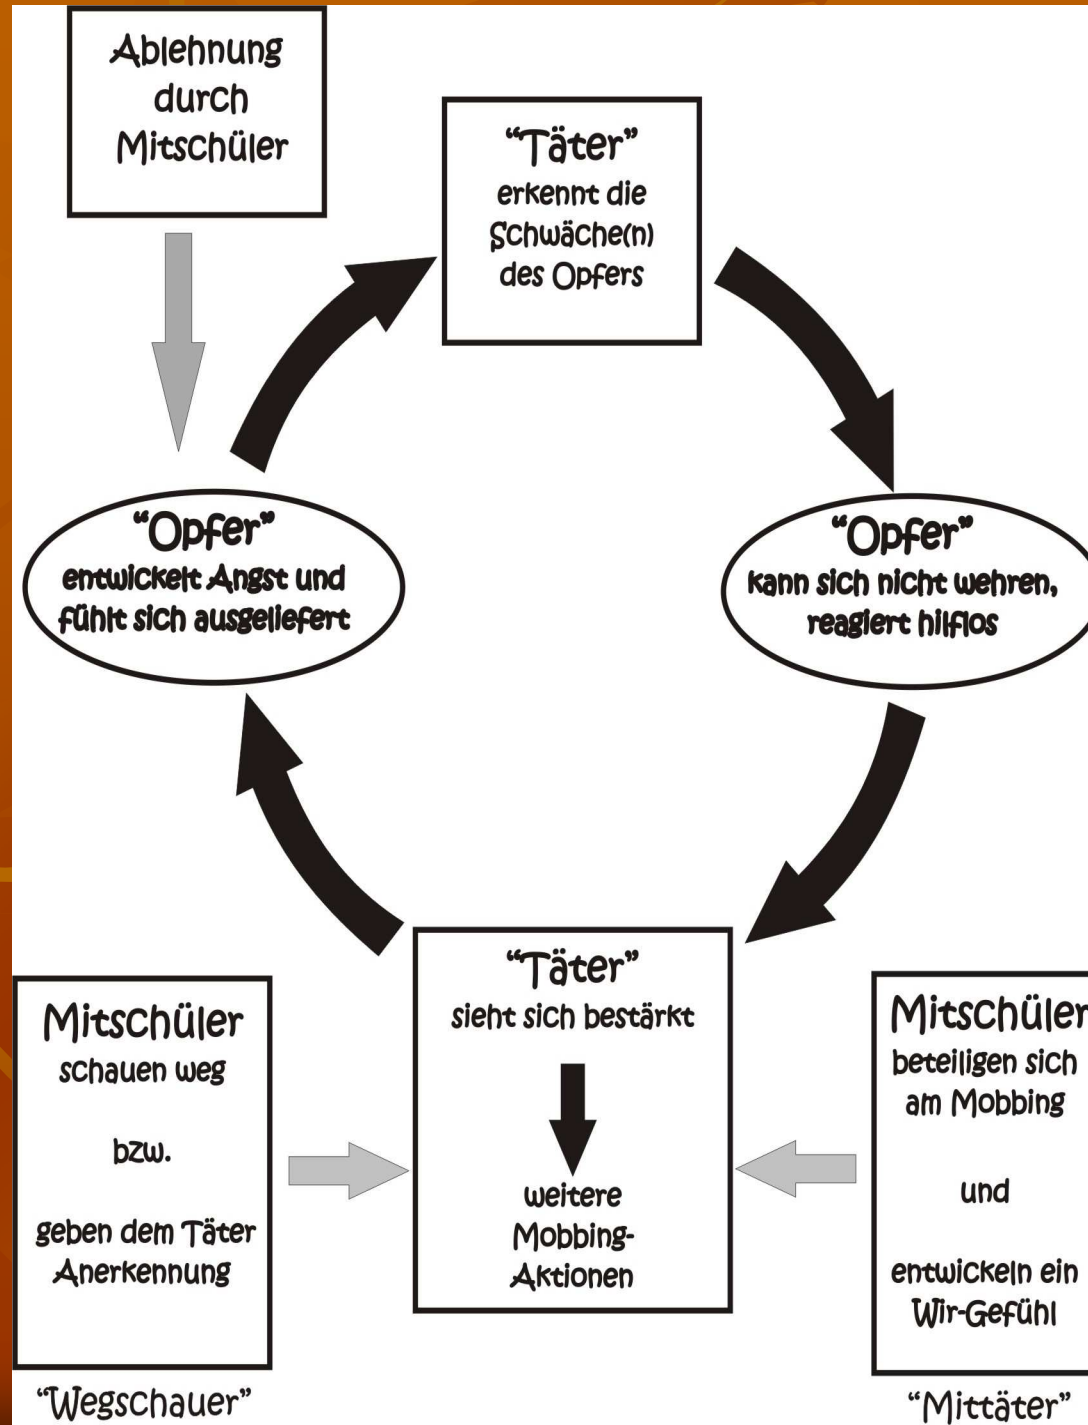 Ablehnung
durch
Mitschüler
“Täter”
erkennt die
Schwäche(n)
des Opfers
“Opfer”
kann sich nicht wehren,
reagiert hilflos
“Täter”
sieht sich bestärkt
weitere
Mobbing-
Aktionen
“Opfer”
entwickelt Angst und
fühlt sich ausgeliefert
Mitschüler
schauen weg
bzw.
geben dem Täter
Anerkennung
“Wegschauer”
Mitschüler
beteiligen sich
am Mobbing
und
entwickeln ein
Wir-Gefühl
“Mittäter”